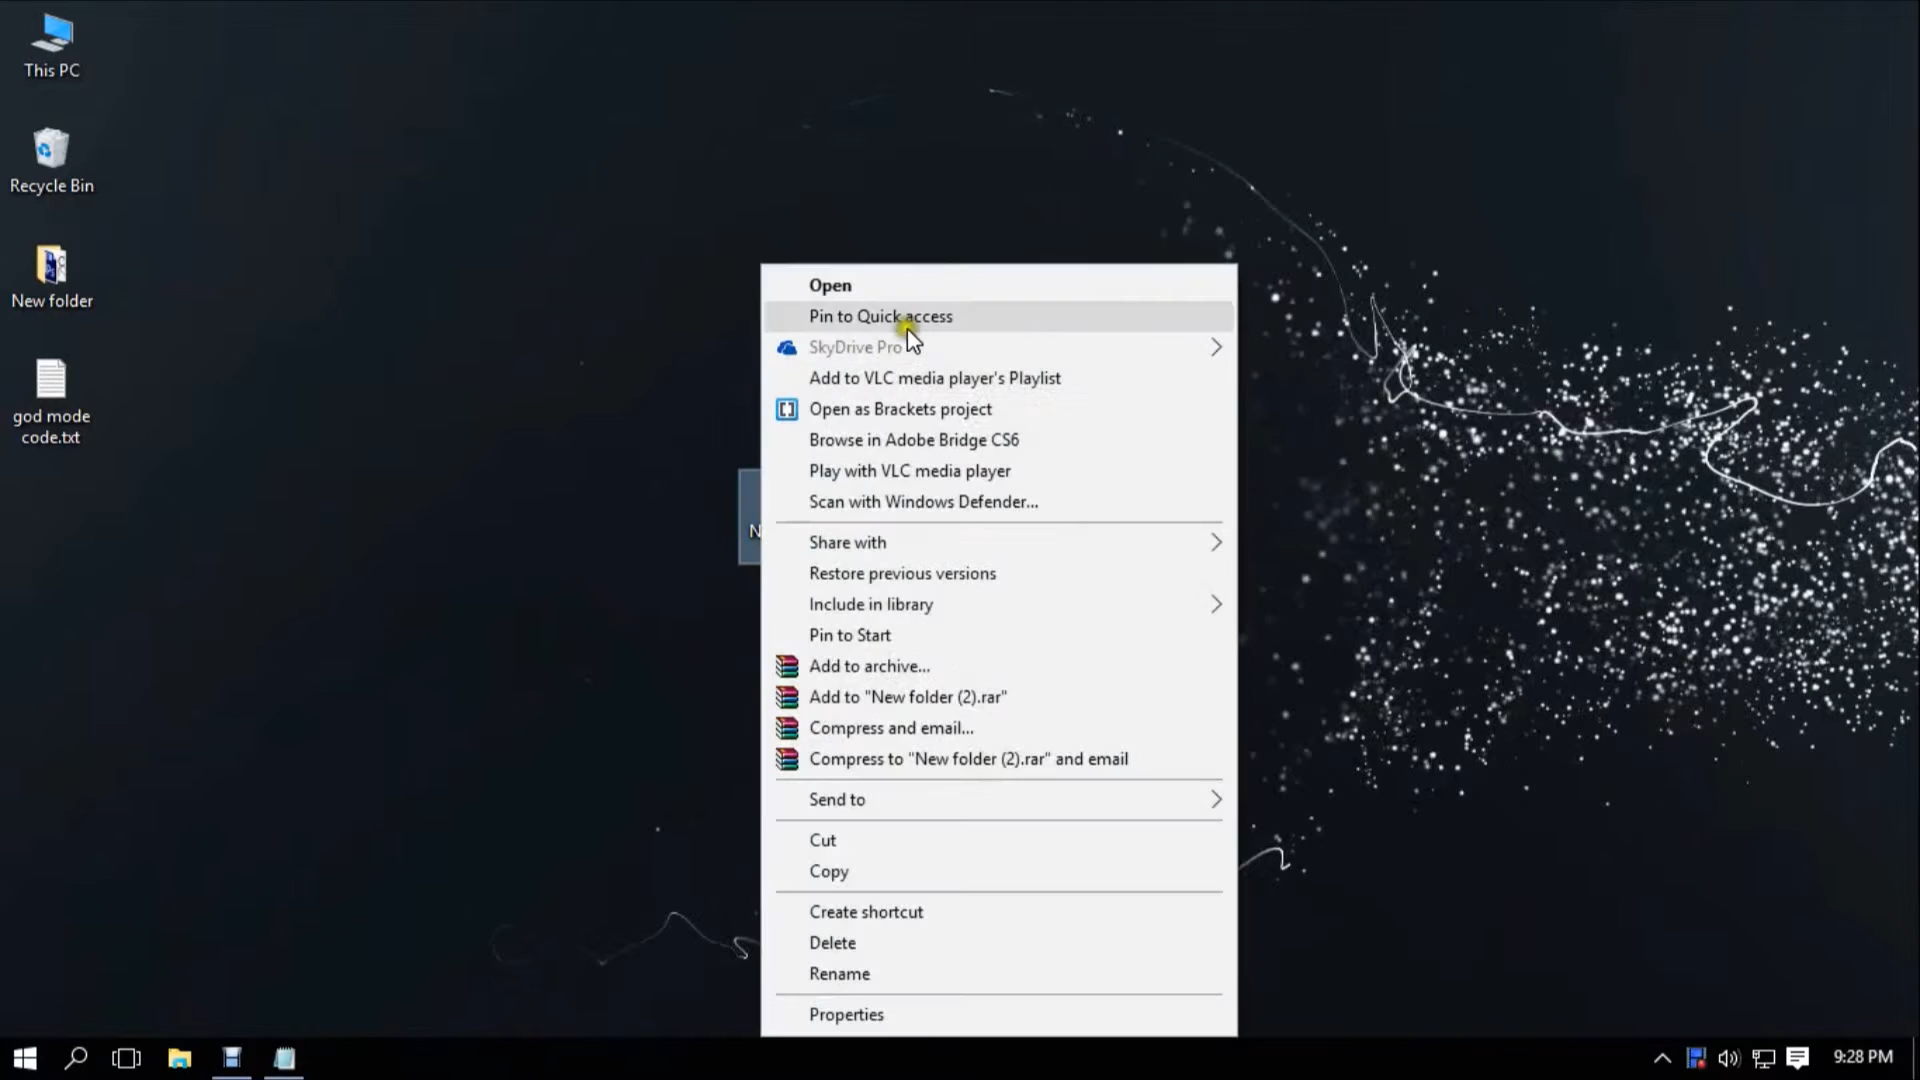 This PC
Recycle Bin
New folder
god mode
code.txt
N
Open
Pin to Quick access
SkyDrive Pro
Add to VLC media player's Playlist
Open as Brackets project
Browse in Adobe Bridge CS6
Play with VLC media player
Scan with Windows Defender...
Share with
Restore previous versions
Include in library
Pin to Start
Add to archive...
Add to "New folder (2).rar"
Compress and email...
Compress to "New folder (2).rar" and email
Send to
Cut
Copy
Create shortcut
Delete
Rename
Properties
9:28 PM